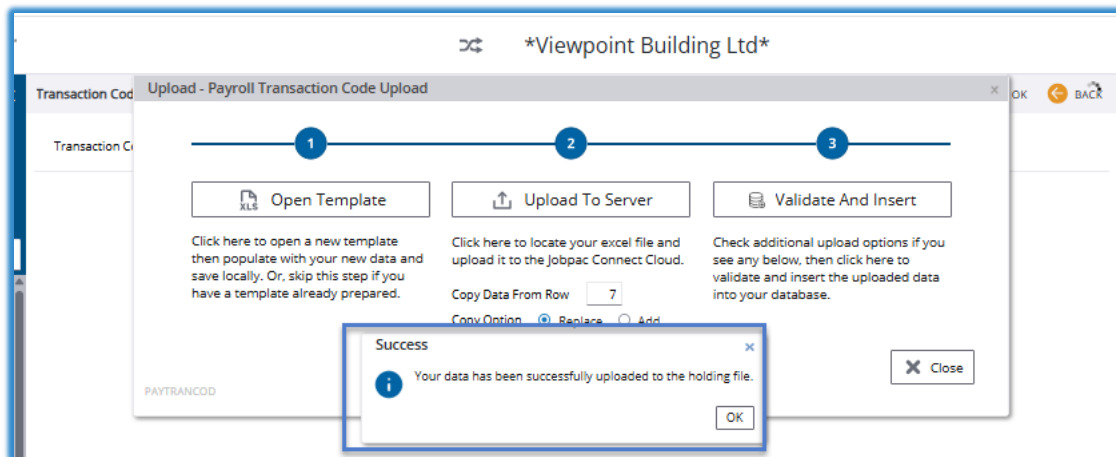 *Viewpoint Building Ltd*
Transaction Cod
Upload - Payroll Transaction Code Upload
OK
BACK
Transaction C
1
2
3
XLS Open Template
Upload To Server
Validate And Insert
Click here to open a new template
then populate with your new data and
save locally. Or, skip this step if you
have a template already prepared.
Click here to locate your excel file and
upload it to the Jobpac Connect Cloud.
Copy Data From Row 7
Copy Option Replace Add
Check additional upload options if you
see any below, then click here to
validate and insert the uploaded data
into your database.
Success
Your data has been successfully uploaded to the holding file.
OK
Close
PAYTRANCOD